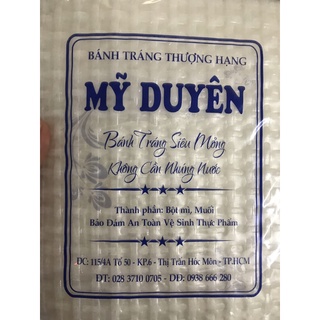 BÁNH TRÁNG THƯỢNG HẠNG
MỸ DUYÊN
Bánh Tráng Siêu Mỏng
Không Cần Nhúng Nước
Thành phần: Bột mì, Muối
Bảo Đảm An Toàn Vệ Sinh Thực Phẩm
ĐC: 115/4A Tổ 50 - KP.6 - Thị Trấn Hóc Môn - TP.HCM
ĐT: 028 3710 0705 - DĐ: 0938 666 280